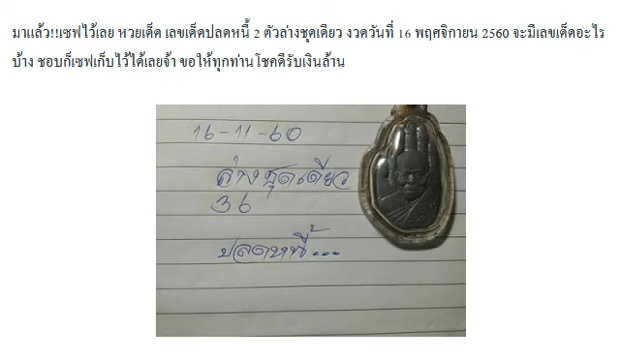 มาแล้ว!!เซฟไว้เลย หวยเด็ด เลขเด็ดปลดหนี้ 2 ตัวล่างชุดเดียว งวดวันที่ 16 พฤศจิกายน 2560 จะมีเลขเด็ดอะไร
บ้าง ชอบก็เซฟเก็บไว้ได้เลยจ้า ขอให้ทุกท่านโชคดีรับเงินล้าน
16-11-60
ล่างชุดเดียว
36
ปลดหนี้...